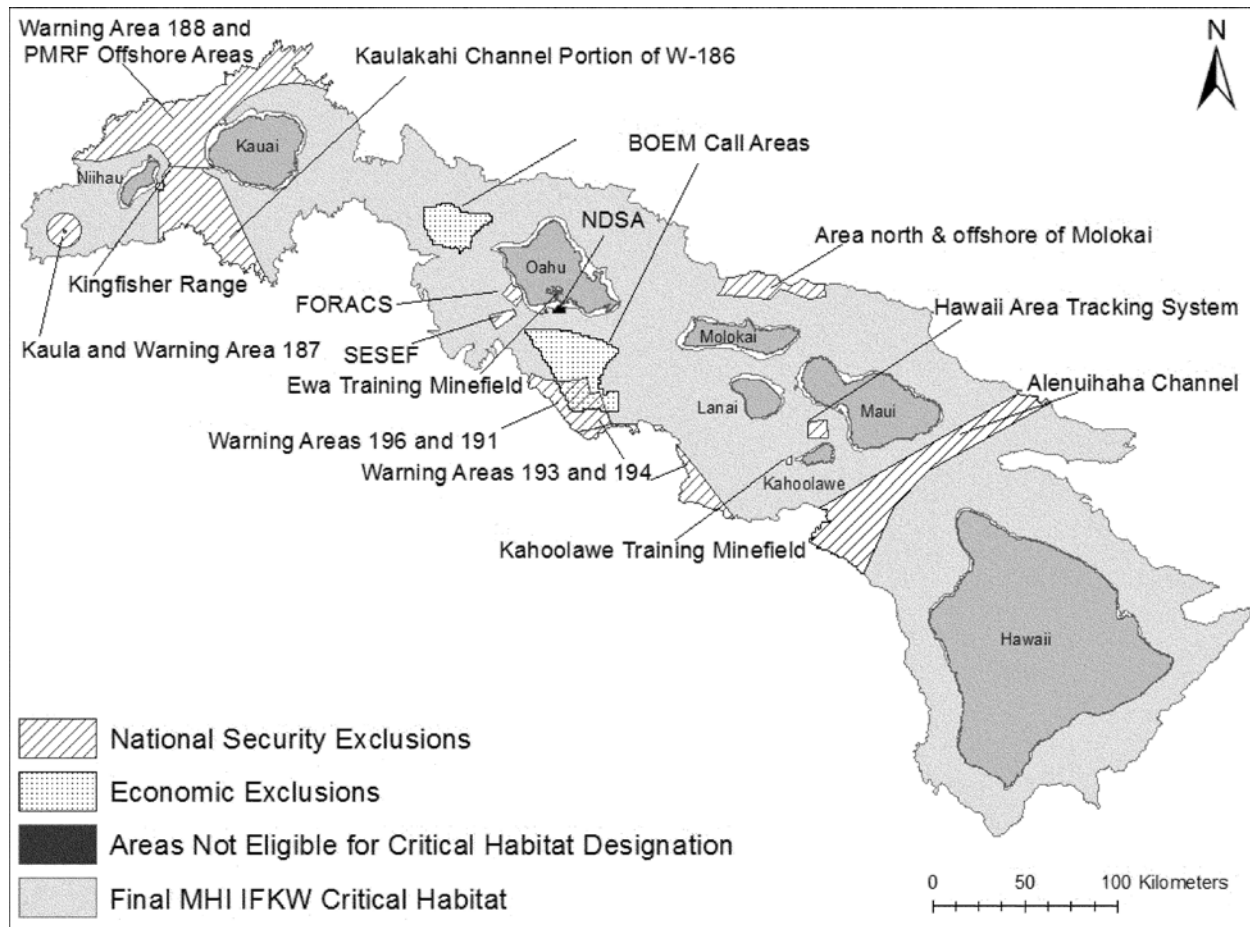 Warning Area 188 and
PMRF Offshore Areas
Kaulakahi Channel Portion of W-186
N
BOEM Call Areas
Kauai
Niihau
NDSA
Area north & offshore of Molokai
Oahu
Kingfisher Range
FORACS
Hawaii Area Tracking System
Kaula and Warning Area 187
SESEF
Molokai
Ewa Training Minefield
Alenuihaha Channel
Lanai
Maui
Warning Areas 196 and 191
Warning Areas 193 and 194
Kahoolawe
Kahoolawe Training Minefield
Hawaii
National Security Exclusions
Economic Exclusions
Areas Not Eligible for Critical Habitat Designation
Final MHI IFKW Critical Habitat
0 50 100 Kilometers